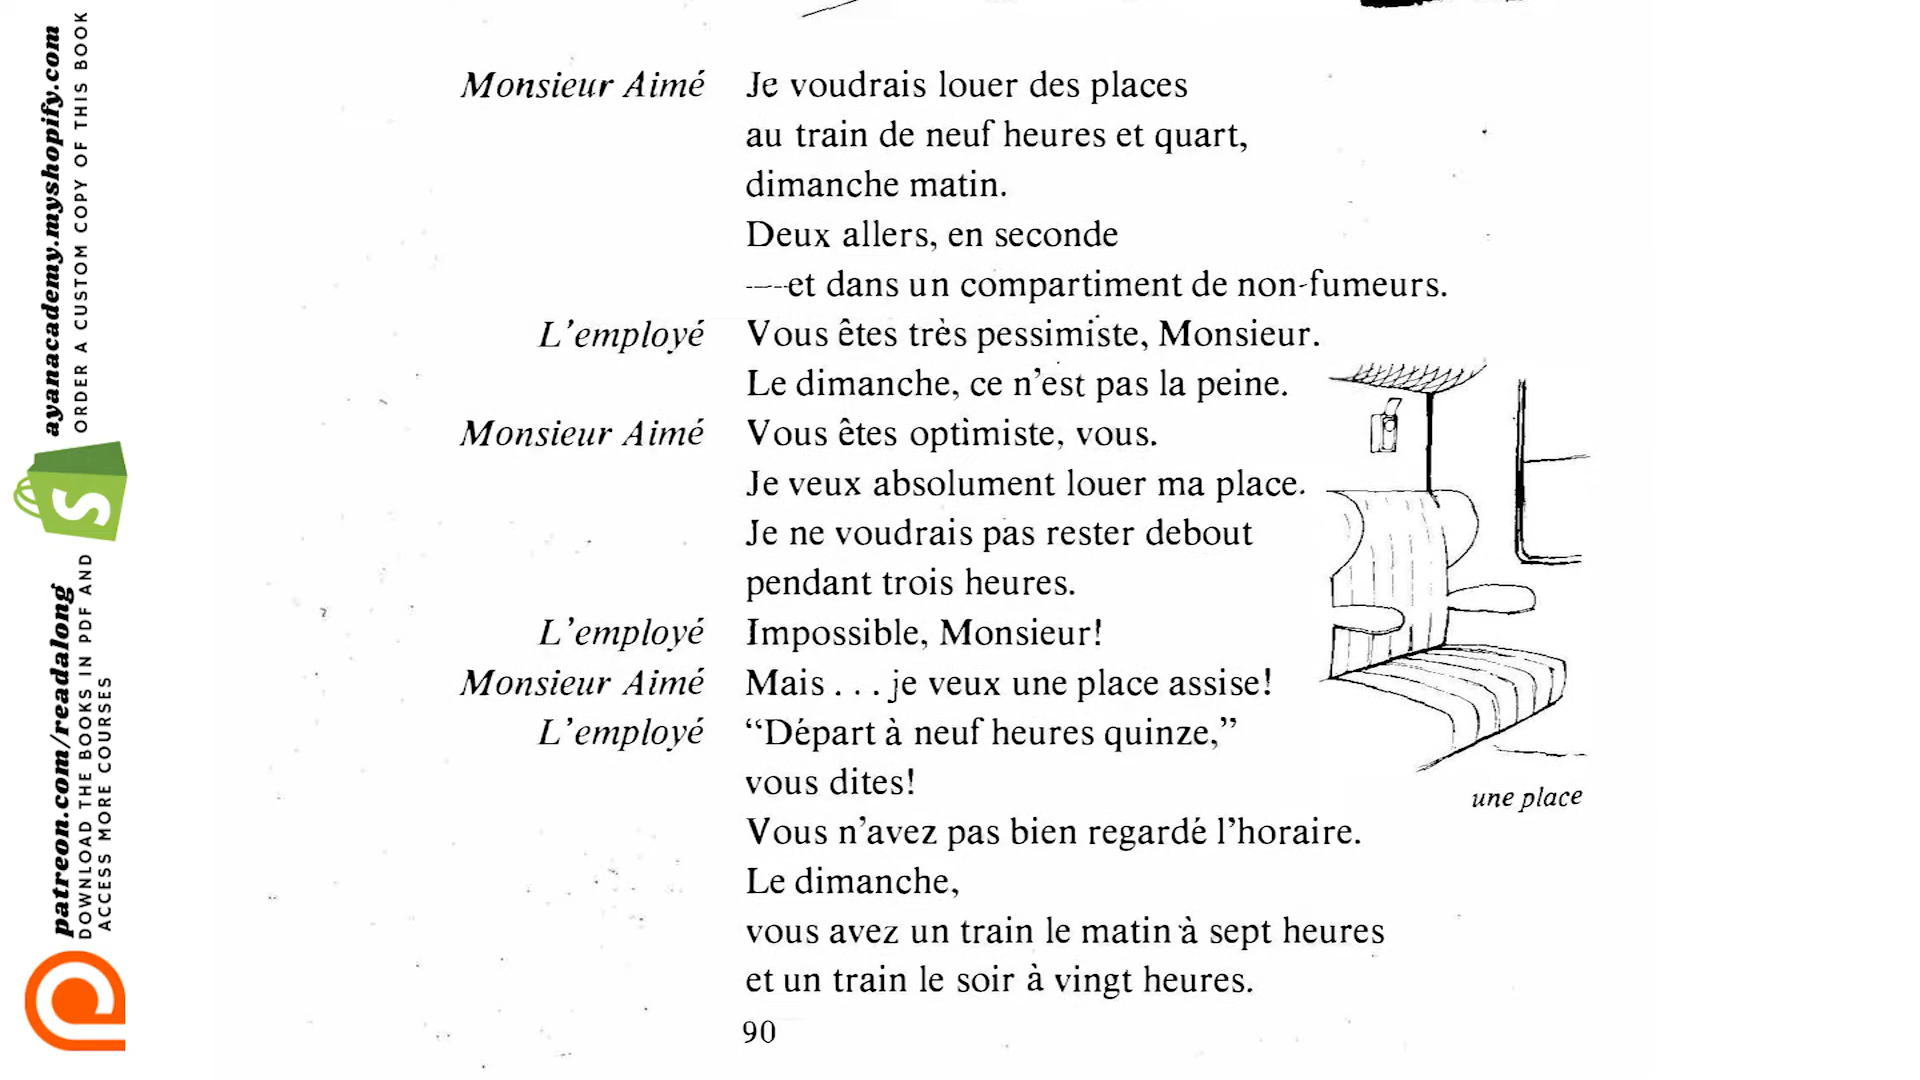 Monsieur Aimé Je voudrais louer des places
au train de neuf heures et quart,
dimanche matin.
Deux allers, en seconde
—et dans un compartiment de non-fumeurs.
L'employé Vous êtes très pessimiste, Monsieur.
Le dimanche, ce n'est pas la peine.
Monsieur Aimé Vous êtes optimiste, vous.
Je veux absolument louer ma place.
Je ne voudrais pas rester debout
pendant trois heures.
L'employé Impossible, Monsieur!
Monsieur Aimé Mais . . . je veux une place assise!
L'employé “Départ à neuf heures quinze,”
vous dites!
une place
Vous n'avez pas bien regardé l'horaire.
Le dimanche,
vous avez un train le matin à sept heures
et un train le soir à vingt heures.
90
ayanacademy.myshopify.com
ORDER A CUSTOM COPY OF THIS BOOK
patreon.com/readalong
DOWNLOAD THE BOOKS IN PDF AND
ACCESS MORE COURSES